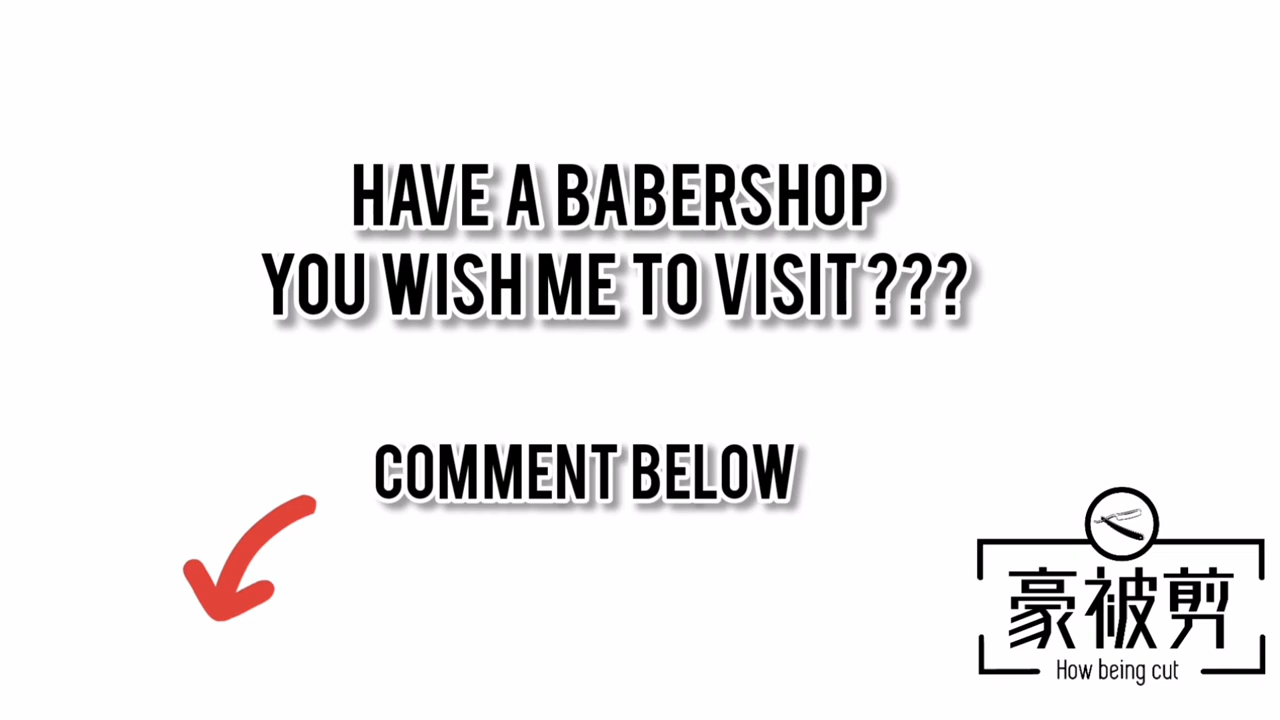 HAVE A BABERSHOP
YOU WISH ME TO VISIT ???
COMMENT BELOW
豪被剪
How being cut